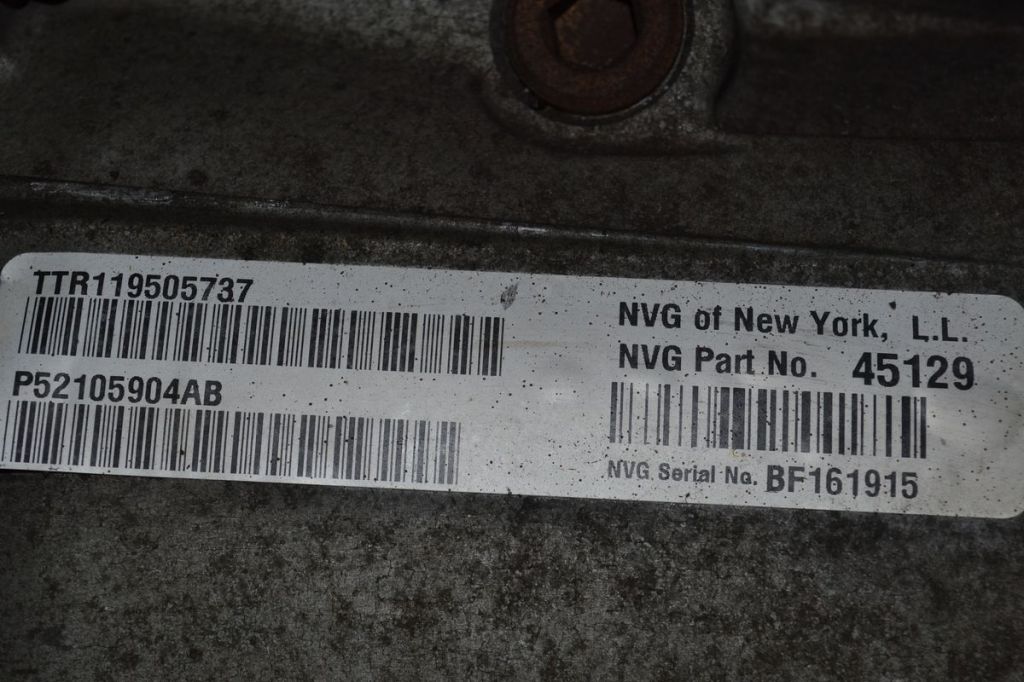 TTR119505737
P52105904AB
NVG of New York, L.L.
NVG Part No. 45129
NVG Serial No. BF161915